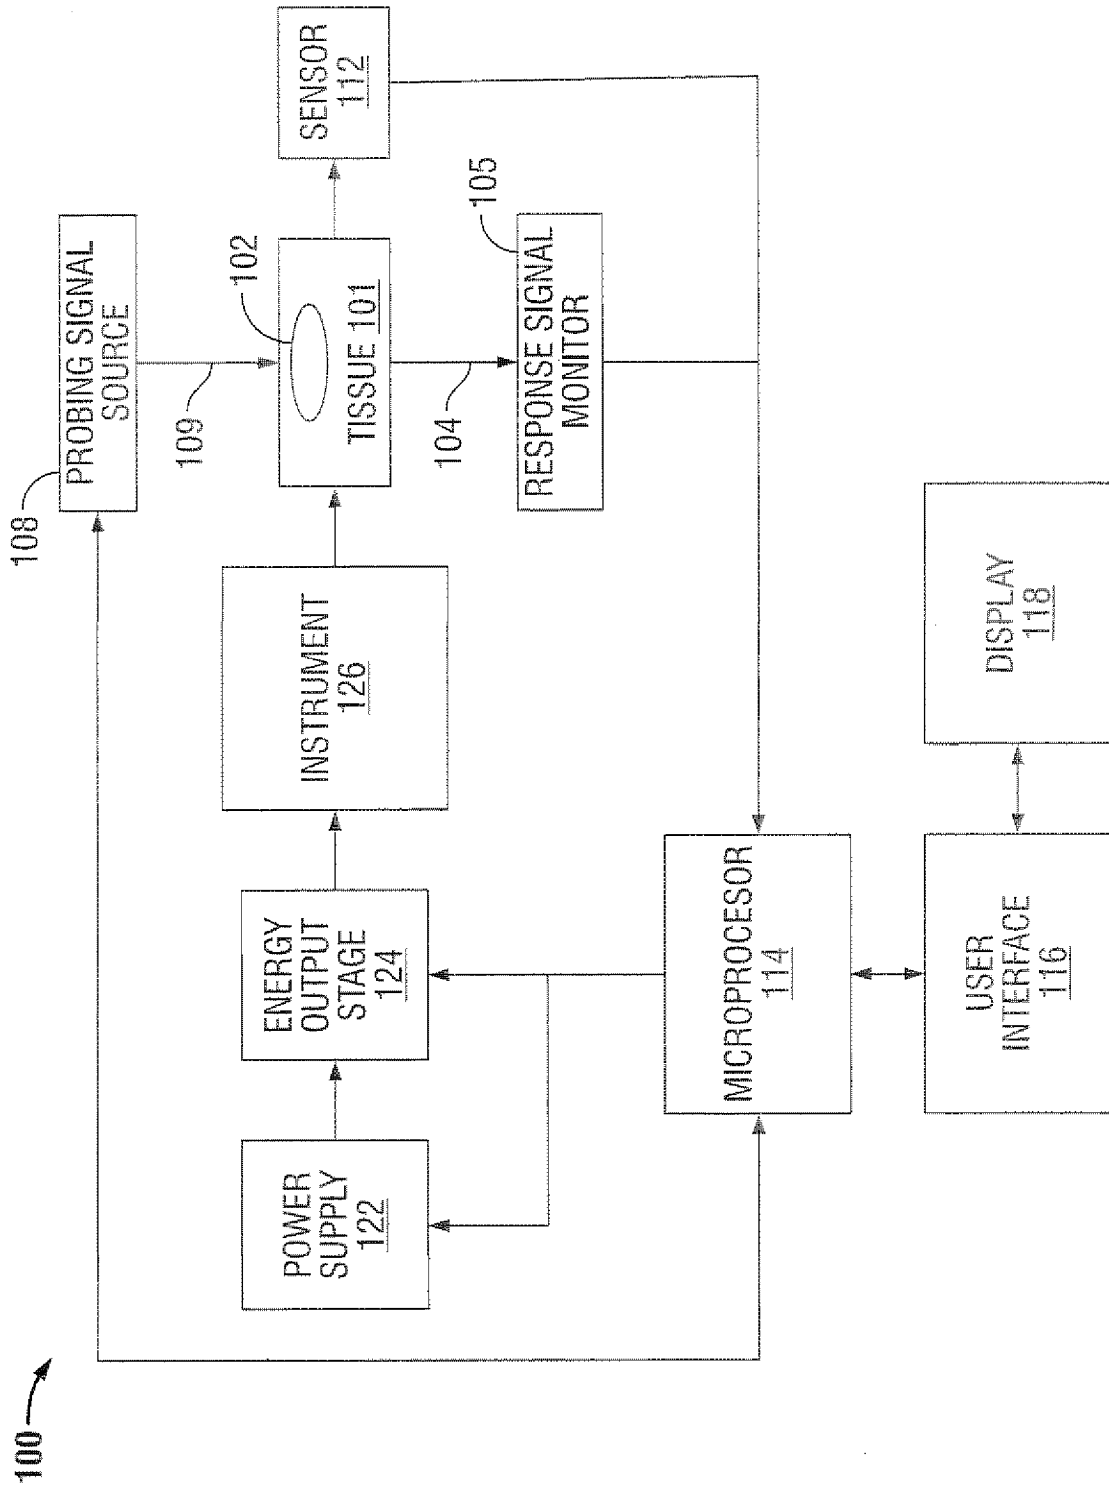 100
108
PROBING SIGNAL
SOURCE
109
102
TISSUE 101
104
SENSOR
112
105
RESPONSE SIGNAL
MONITOR
INSTRUMENT
126
ENERGY
OUTPUT
STAGE
124
POWER
SUPPLY
122
MICROPROCESOR
114
USER
INTERFACE
116
DISPLAY
118